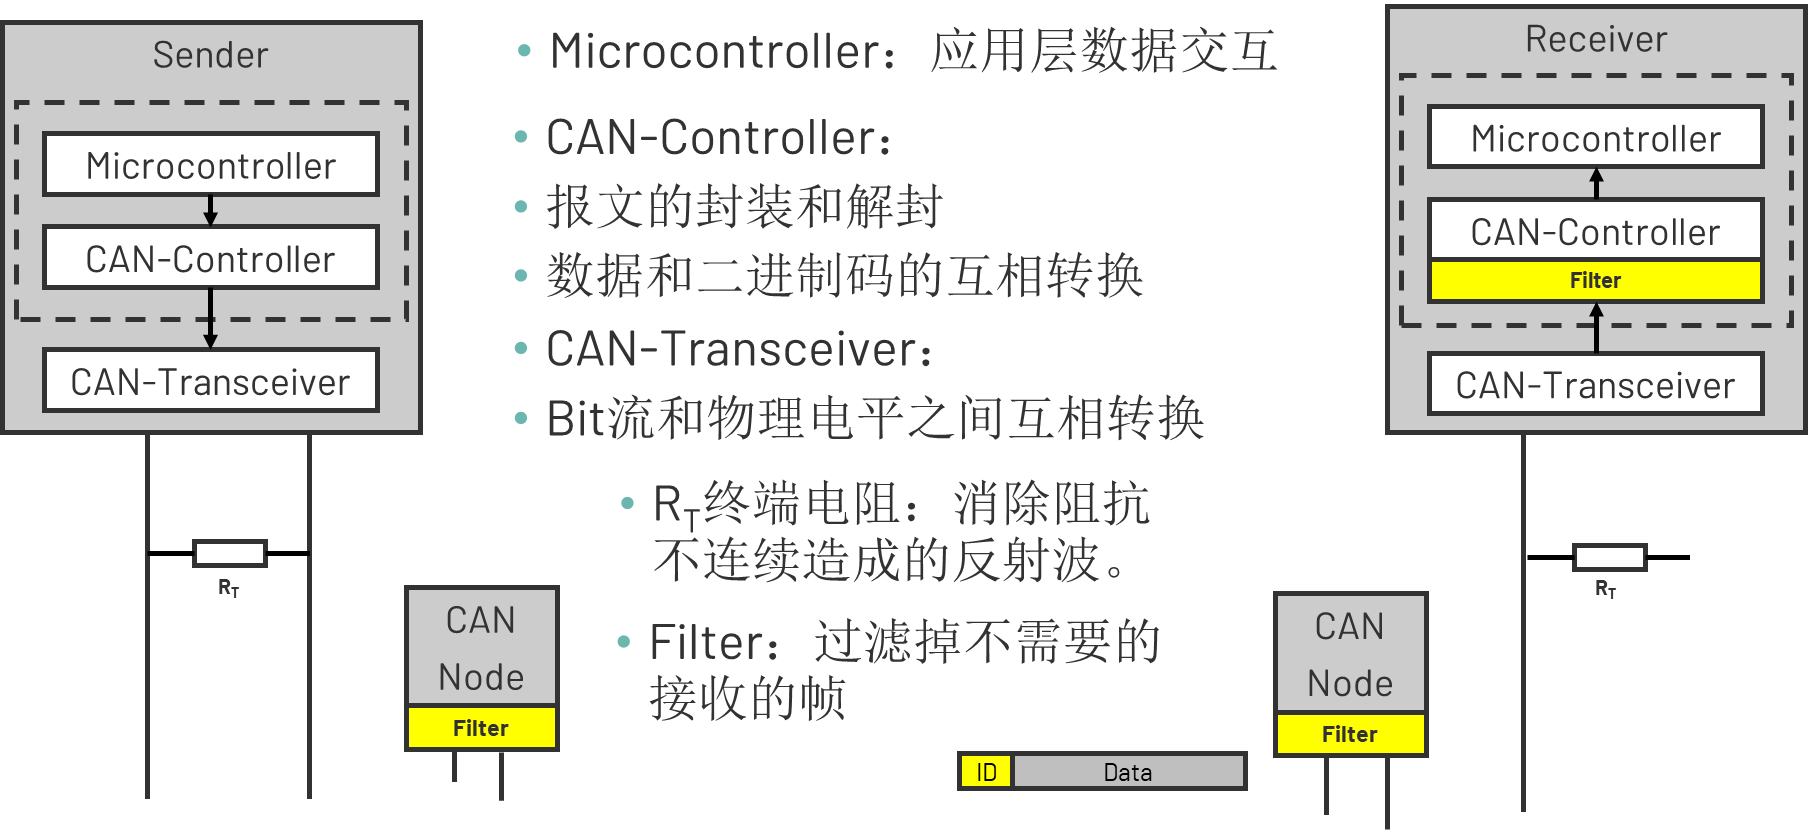 Sender
Microcontroller
CAN-Controller
CAN-Transceiver
R_T
• Microcontroller：应用层数据交互
• CAN-Controller：
• 报文的封装和解封
• 数据和二进制码的互相转换
• CAN-Transceiver：
• Bit流和物理电平之间互相转换
• R_T终端电阻：消除阻抗
不连续造成的反射波。
• Filter：过滤掉不需要的
接收的帧
Receiver
Microcontroller
CAN-Controller
Filter
CAN-Transceiver
R_T
CAN
Node
Filter
ID Data
CAN
Node
Filter